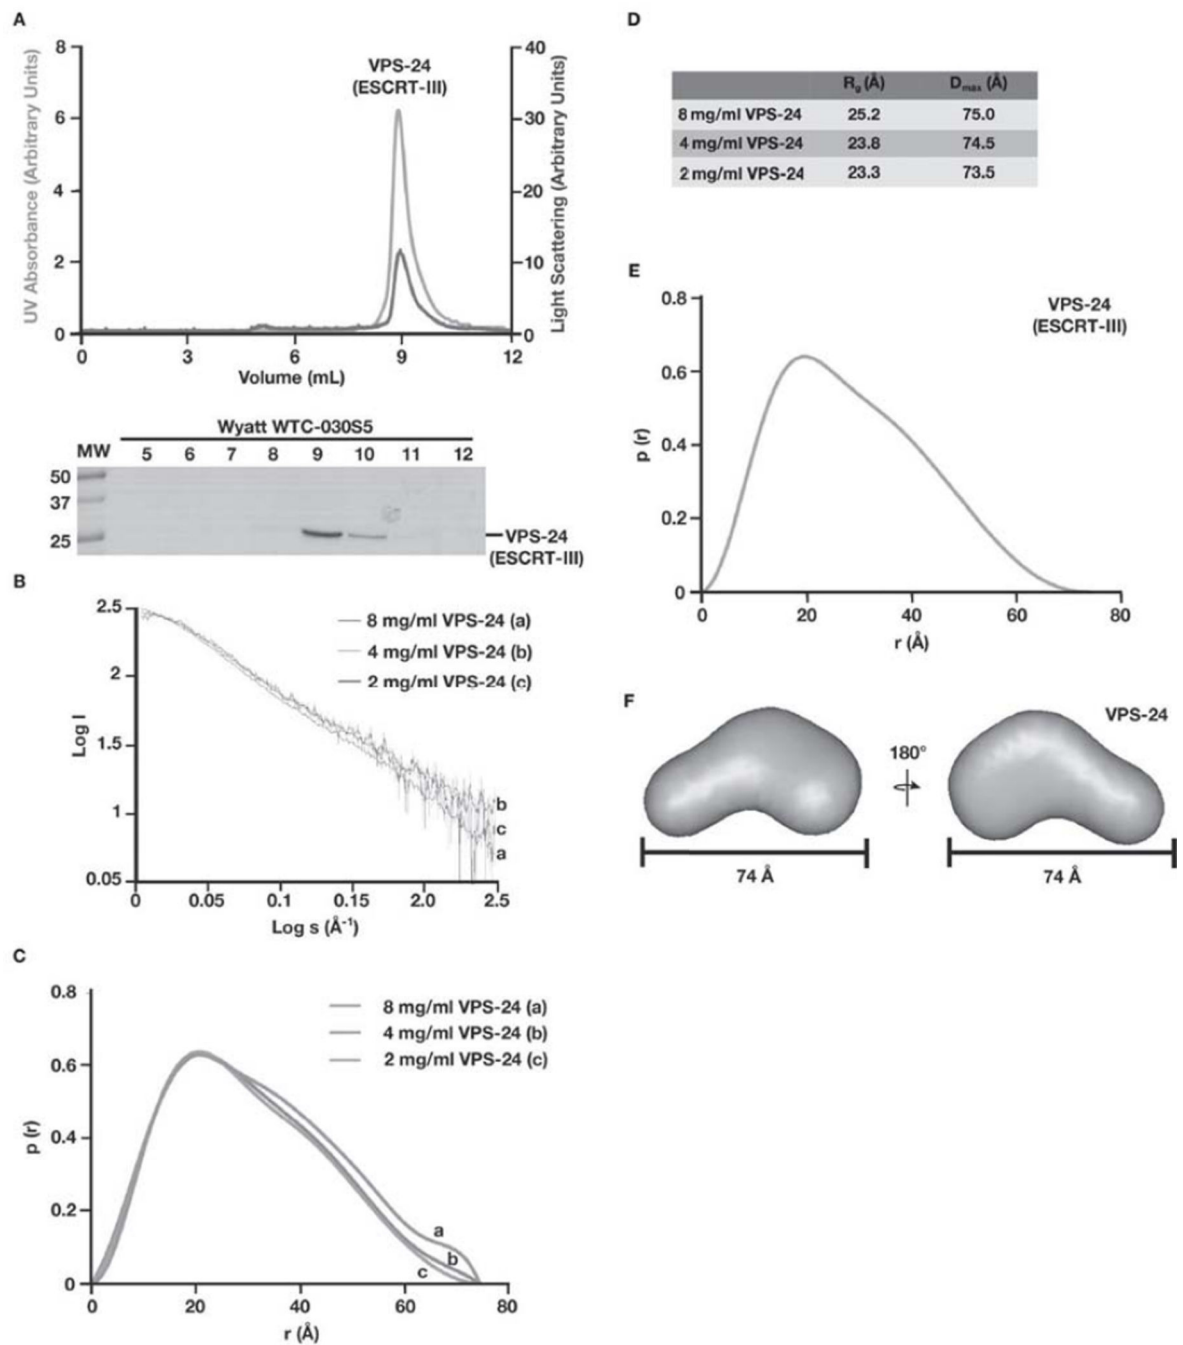 A
VPS-24
(ESCRT-III)
UV Absorbance (Arbitrary Units)
8
6
4
2
0
Light Scattering (Arbitrary Units)
40
30
20
10
0
0 3 6 9 12
Volume (mL)
Wyatt WTC-030S5
MW 5 6 7 8 9 10 11 12
50
37
25
VPS-24
(ESCRT-III)
B
2.5
2
1.5
1
0.05
Log I
8 mg/ml VPS-24 (a)
4 mg/ml VPS-24 (b)
2 mg/ml VPS-24 (c)
b
c
a
0 0.05 0.1 0.15 2.0 2.5
Log s (Å-1)
C
0.8
0.6
0.4
0.2
0
p (r)
8 mg/ml VPS-24 (a)
4 mg/ml VPS-24 (b)
2 mg/ml VPS-24 (c)
a
b
c
0 20 40 60 80
r (Å)
D
Rg (Å) Dmax (Å)
8 mg/ml VPS-24 25.2 75.0
4 mg/ml VPS-24 23.8 74.5
2 mg/ml VPS-24 23.3 73.5
E
0.8
0.6
0.4
0.2
0
p (r)
VPS-24
(ESCRT-III)
0 20 40 60 80
r (Å)
F
VPS-24
180°
74 Å 74 Å